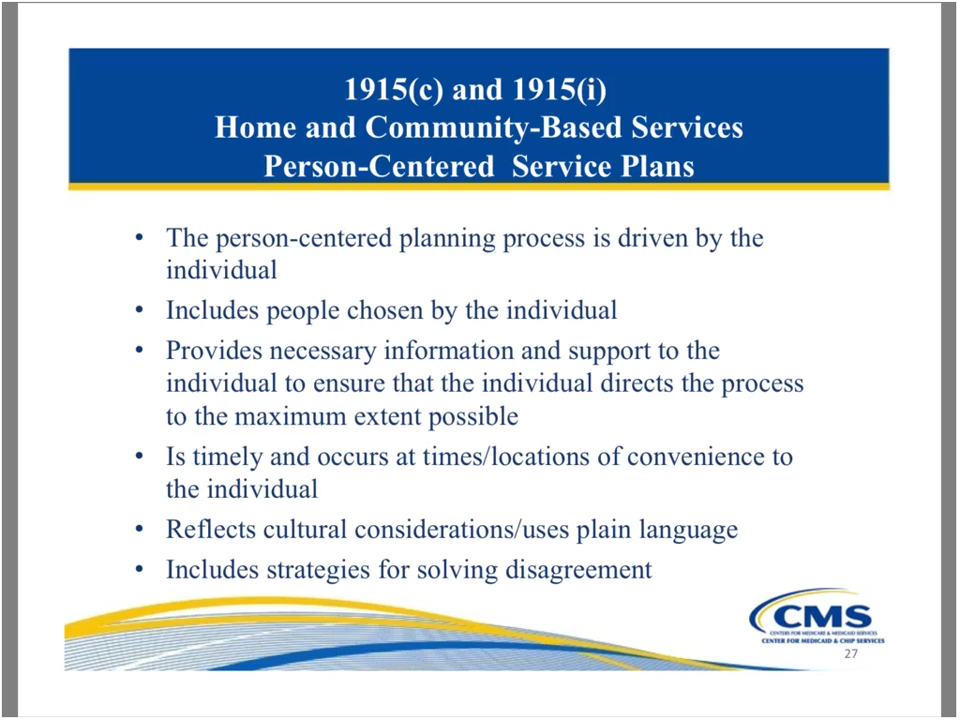 1915(c) and 1915(i)
Home and Community-Based Services
Person-Centered Service Plans
• The person-centered planning process is driven by the
individual
• Includes people chosen by the individual
• Provides necessary information and support to the
individual to ensure that the individual directs the process
to the maximum extent possible
• Is timely and occurs at times/locations of convenience to
the individual
• Reflects cultural considerations/uses plain language
• Includes strategies for solving disagreement
CMS
CENTERS FOR MEDICARE & MEDICAID SERVICES
CENTER FOR MEDICAID & CHIP SERVICES
27